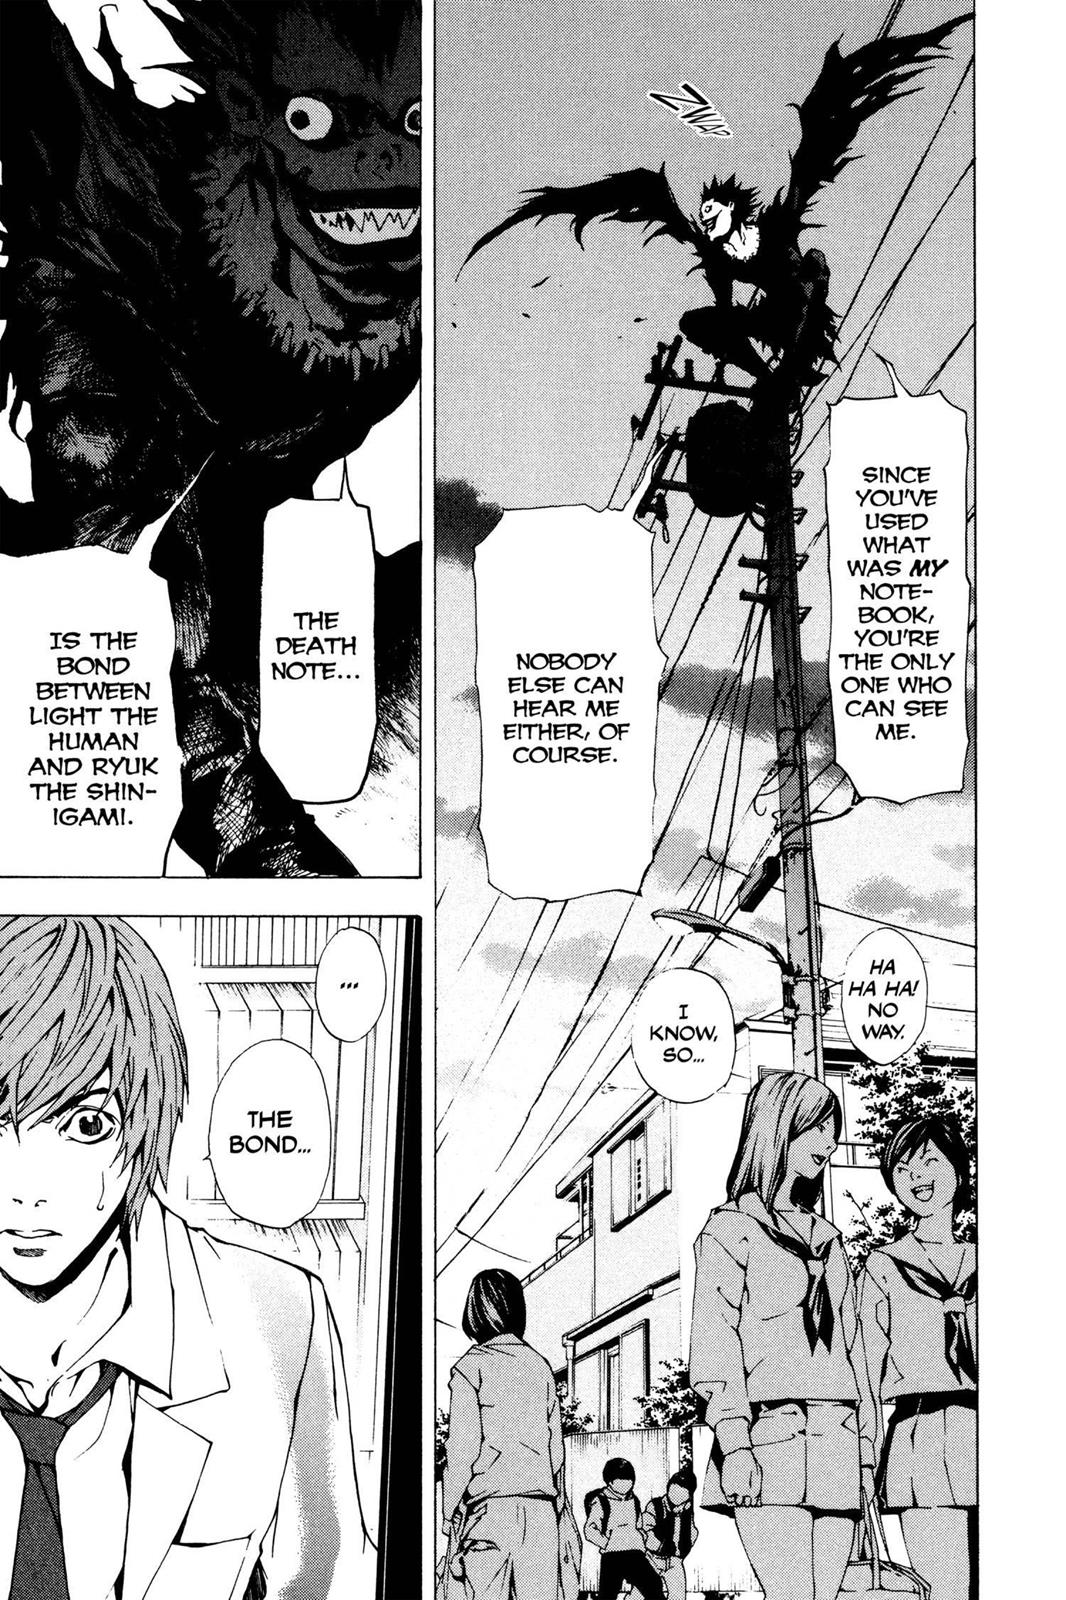 ZWAP
SINCE
YOU'VE
USED
WHAT
WAS MY
NOTE-
BOOK,
YOU'RE
THE ONLY
ONE WHO
CAN SEE
ME.
NOBODY
ELSE CAN
HEAR ME
EITHER, OF
COURSE.
HA
HA HA!
NO
WAY.
I
KNOW,
SO...
THE
DEATH
NOTE...
IS THE
BOND
BETWEEN
LIGHT THE
HUMAN
AND RYUK
THE SHIN-
IGAMI.
...
THE
BOND...